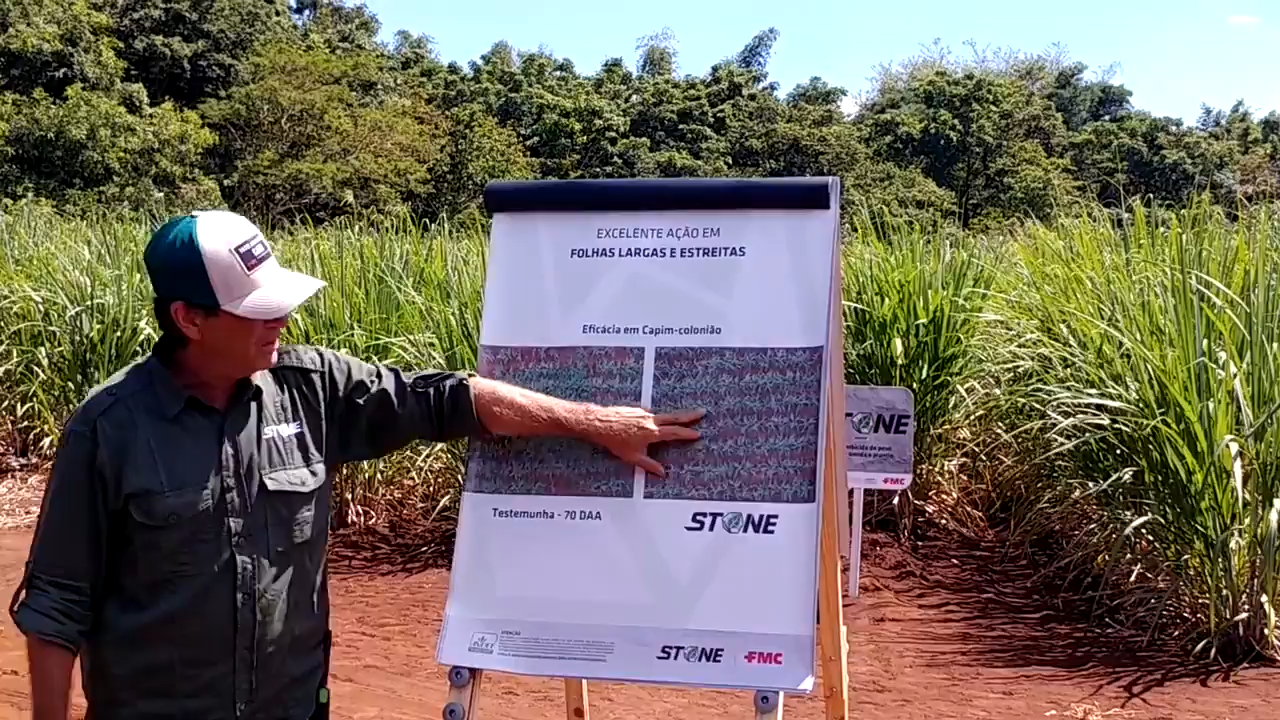 EXCELENTE AÇÃO EM
FOLHAS LARGAS E ESTREITAS
Eficácia em Capim-colonião
Testemunha - 70 DAA
STONE
ATENÇÃO
STONE
FMC
STONE
STONE
FMC